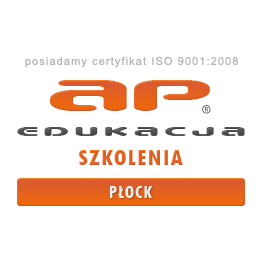 posiadamy certyfikat ISO 9001:2008
ap®
EDUKACJA
SZKOLENIA
PŁOCK